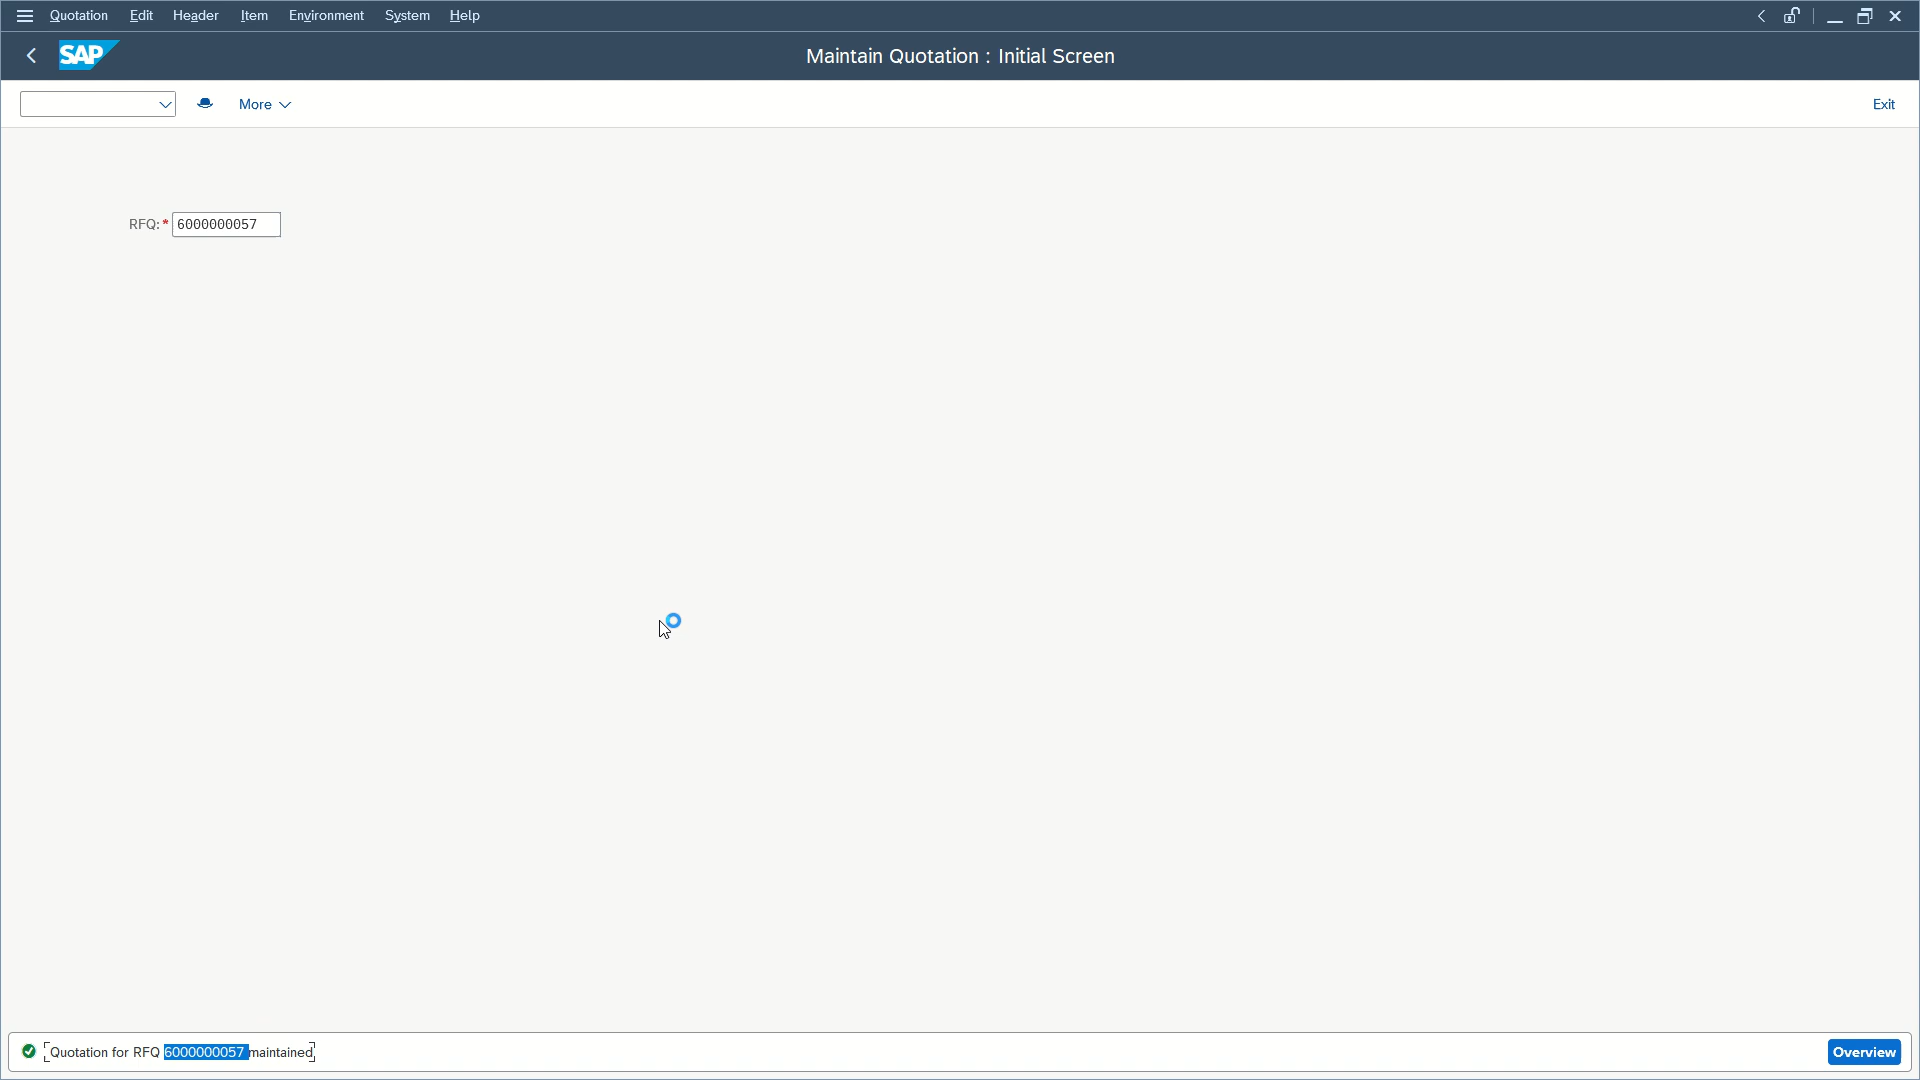 Quotation Edit Header Item Environment System Help
SAP Maintain Quotation : Initial Screen
More Exit
RFQ: * 6000000057
Quotation for RFQ 6000000057 maintained Overview